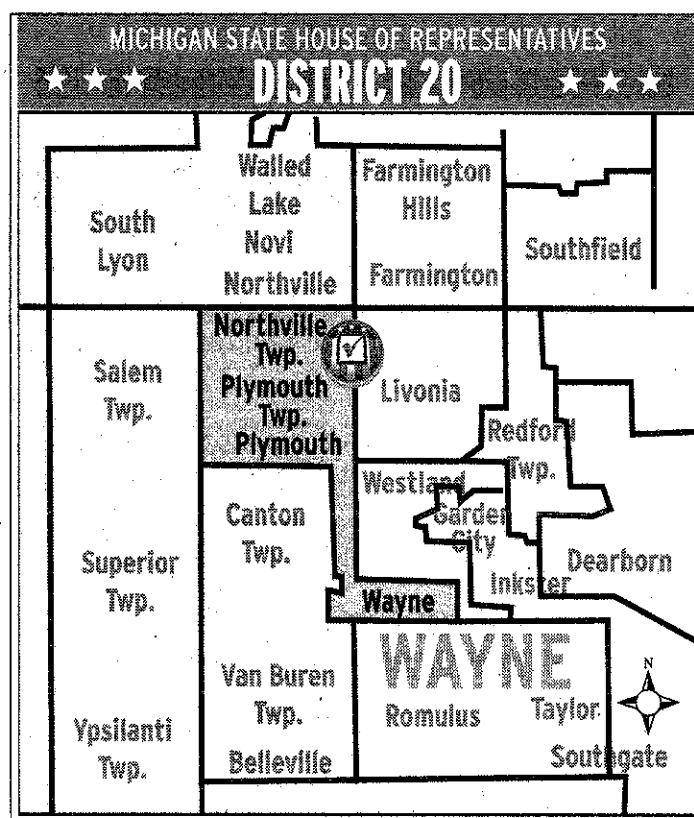 MICHIGAN STATE HOUSE OF REPRESENTATIVES
DISTRICT 20
Walled
Lake
Novi
Northville
Farmington
Hills
Farmington
South
Lyon
Southfield
Northville
Twp.
Plymouth
Twp.
Plymouth
Salem
Twp.
Livonia
Redford
Twp.
Westland
Garden
City
Canton
Twp.
Superior
Twp.
Dearborn
Inkster
Wayne
WAYNE
Van Buren
Twp.
Belleville
Romulus
Taylor
Southgate
Ypsilanti
Twp.
N